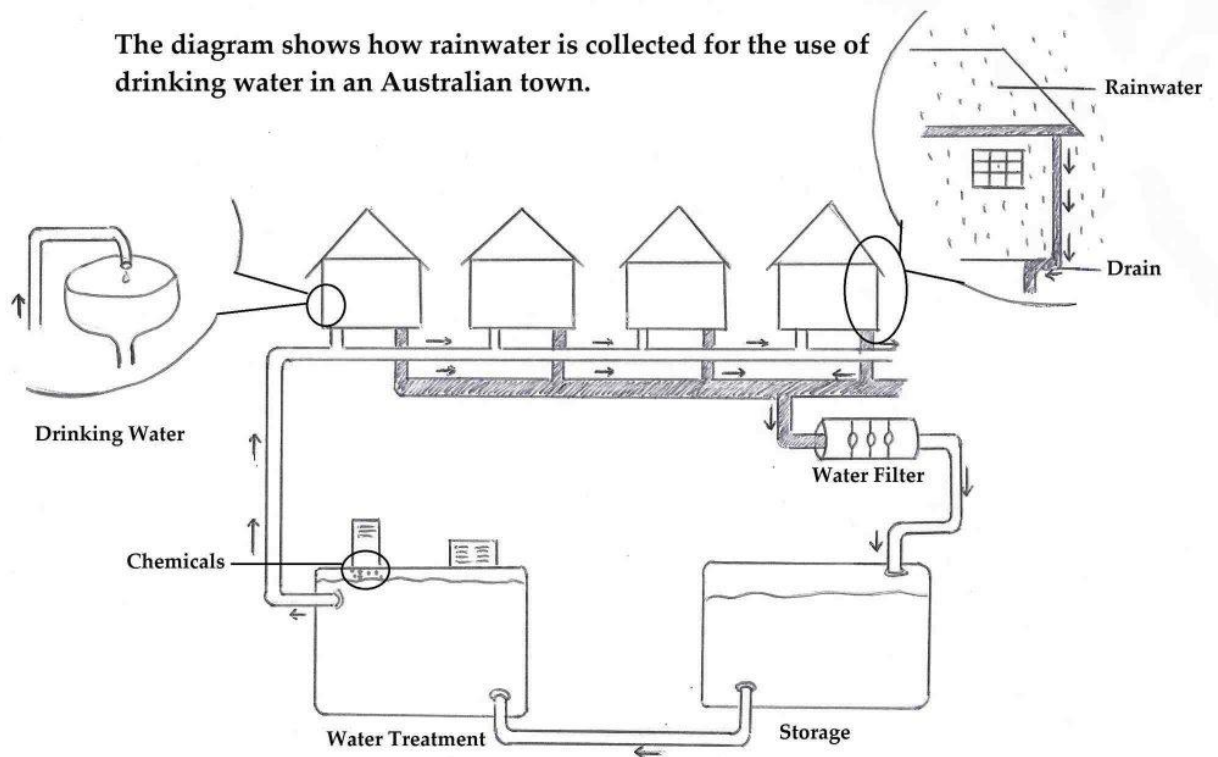 The diagram shows how rainwater is collected for the use of
drinking water in an Australian town.
Rainwater
Drain
Drinking Water
Water Filter
Chemicals
Water Treatment
Storage